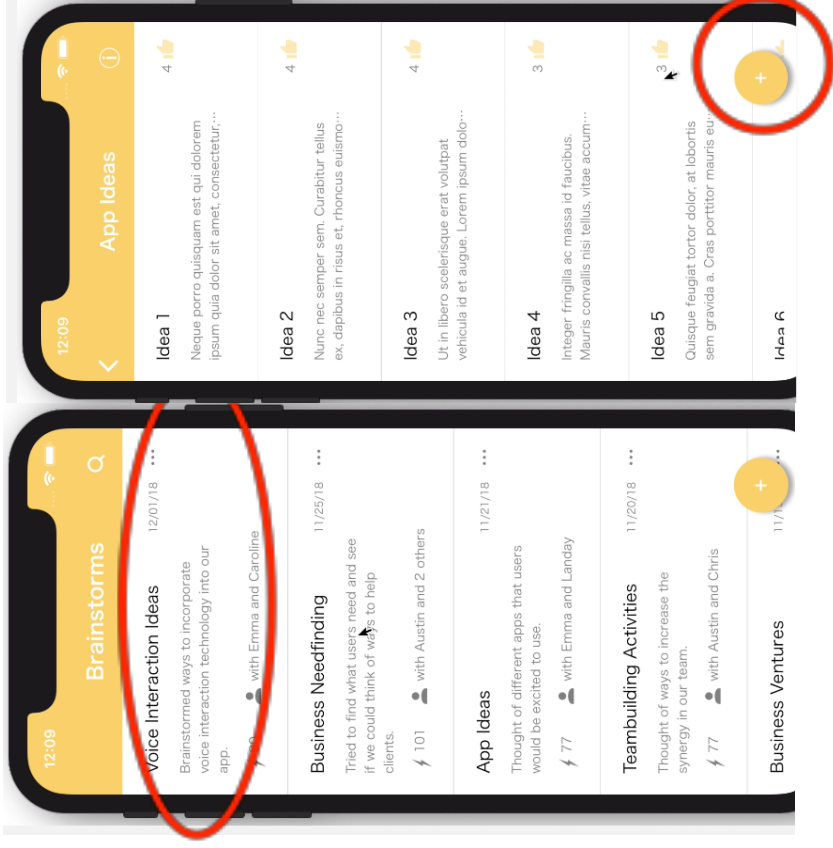 12:09
App Ideas
Idea 1
4
Neque porro quisquam est qui dolorem
ipsum quia dolor sit amet, consectetur,...
Idea 2
4
Nunc nec semper sem. Curabitur tellus
ex, dapibus in risus et, rhoncus euismo...
Idea 3
4
Ut in libero scelerisque erat volutpat
vehicula id et augue. Lorem ipsum dolo...
Idea 4
3
Integer fringilla ac massa id faucibus.
Mauris convallis nisi tellus, vitae accum...
Idea 5
3
Quisque feugiat tortor dolor, at lobortis
sem gravida a. Cras porttitor mauris eu...
Idea 6
+
12:09
Brainstorms
Voice Interaction Ideas
12/01/18 ...
Brainstormed ways to incorporate
voice interaction technology into our
app.
with Emma and Caroline
Business Needfinding
11/25/18 ...
Tried to find what users need and see
if we could think of ways to help
clients.
101 with Austin and 2 others
App Ideas
11/21/18 ...
Thought of different apps that users
would be excited to use.
77 with Emma and Landay
Teambuilding Activities
11/20/18 ...
Thought of ways to increase the
synergy in our team.
77 with Austin and Chris
Business Ventures
+